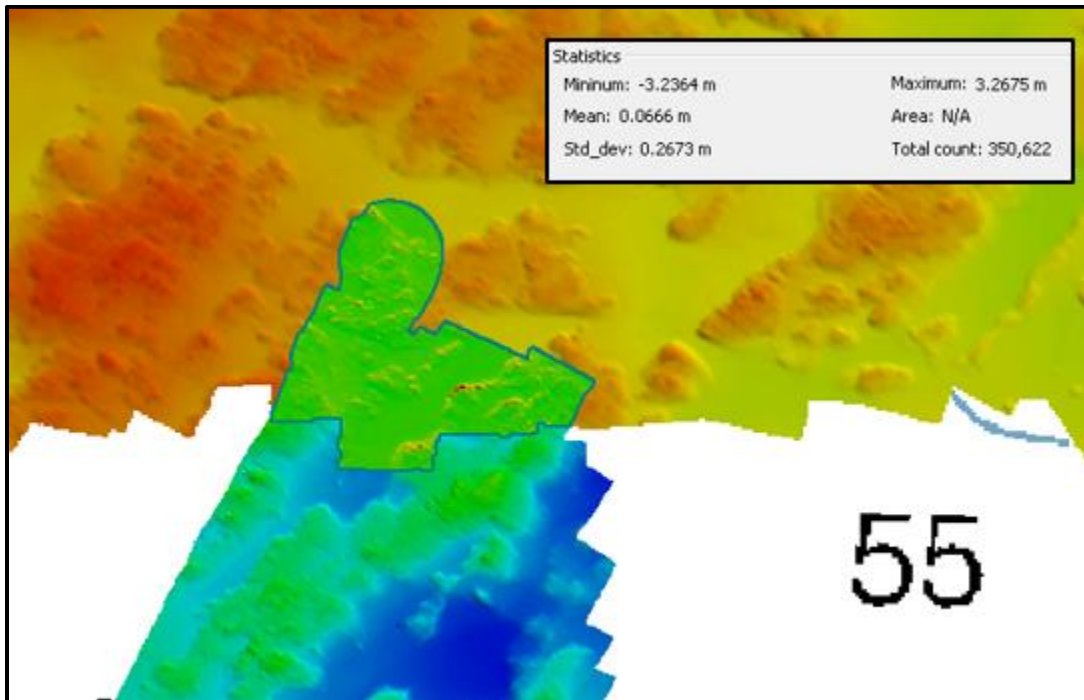 Statistics
Mininum: -3.2364 m Maximum: 3.2675 m
Mean: 0.0666 m Area: N/A
Std_dev: 0.2673 m Total count: 350,622
55